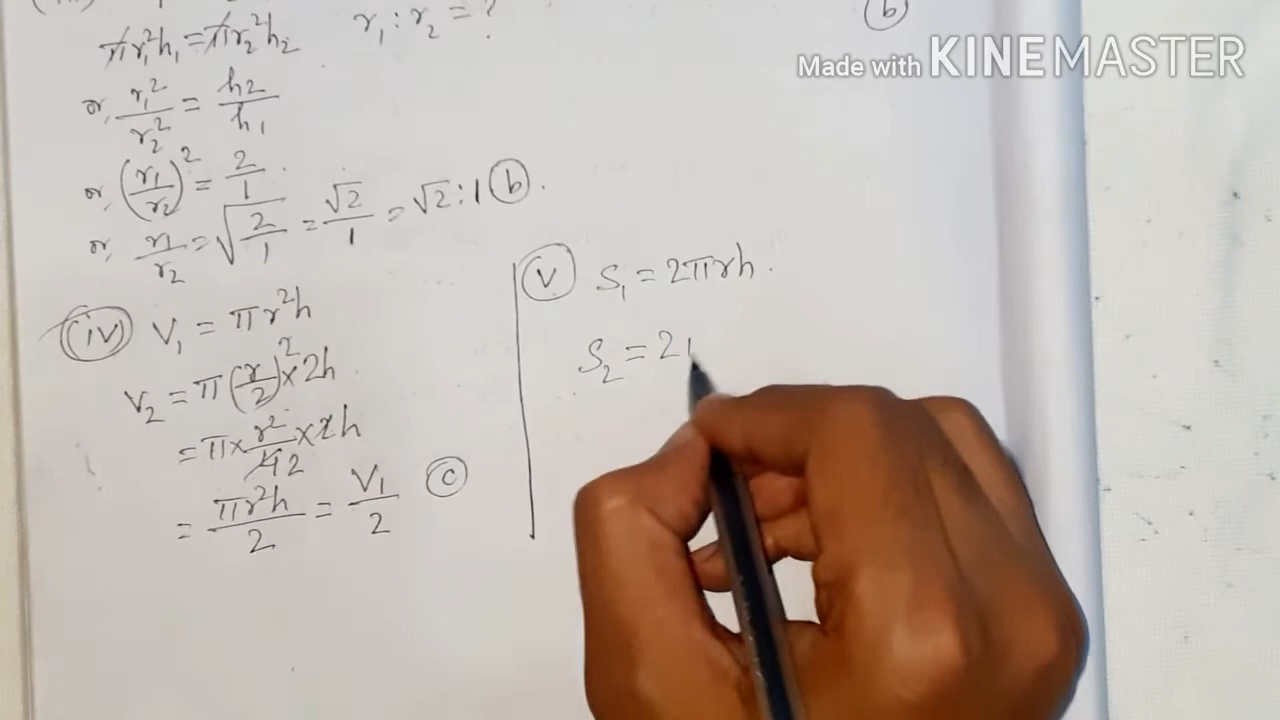 πr₁²h₁ = πr₂²h₂ r₁ : r₂ = ?
(b)
Made with KINEMASTER
or, r₁²/r₂² = h2/h₁
or, (r₁/r₂)² = 2/1
or, r1/r₂ = √(2/1) = √2/1 = √2 : 1 (b).
(iv) V₁ = πr²h
V₂ = π(r/2)² × 2h
= π × r²/42 × 2h
= πr²h/2 = V₁/2 (c)
(v) S₁ = 2πrh.
S₂ = 2